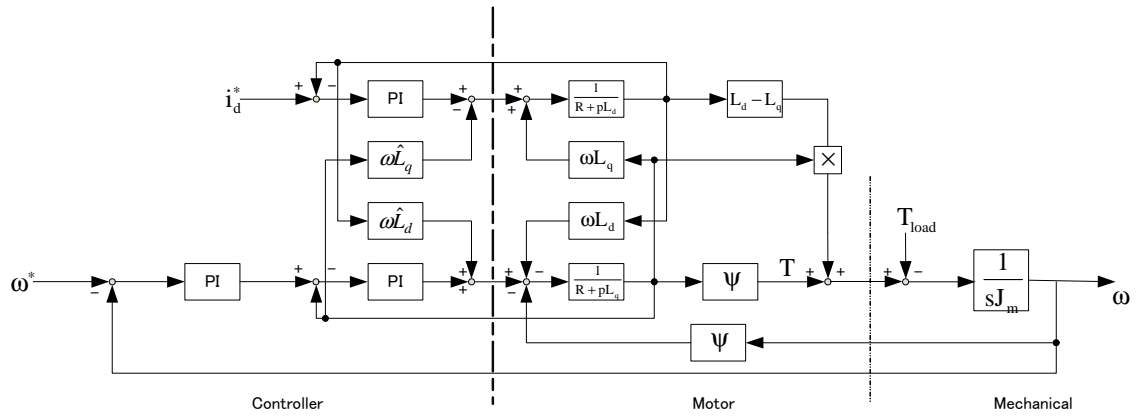 i_d^*
+
−
PI
+
−
+
+
1
R + pL_d
L_d − L_q
ωL̂_q
ωL_q
×
ωL̂_d
ωL_d
T_load
ω^*
−
PI
+
−
PI
+
+
+
−
−
1
R + pL_q
Ψ
T
+
+
+
−
1
sJ_m
ω
Ψ
Controller
Motor
Mechanical